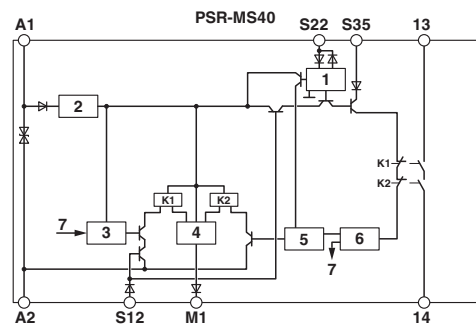 PSR-MS40
A1 S22 S35 13
1
2
K1
K2
K1 K2
7 3 4 5 6
7
A2 S12 M1 14